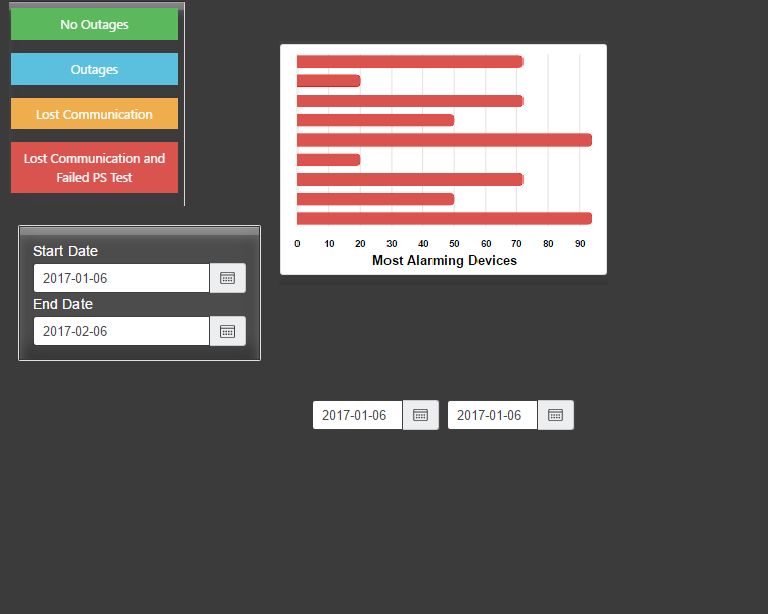 No Outages
Outages
Lost Communication
Lost Communication and
Failed PS Test
Start Date
2017-01-06
End Date
2017-02-06
0 10 20 30 40 50 60 70 80 90
Most Alarming Devices
2017-01-06 2017-01-06